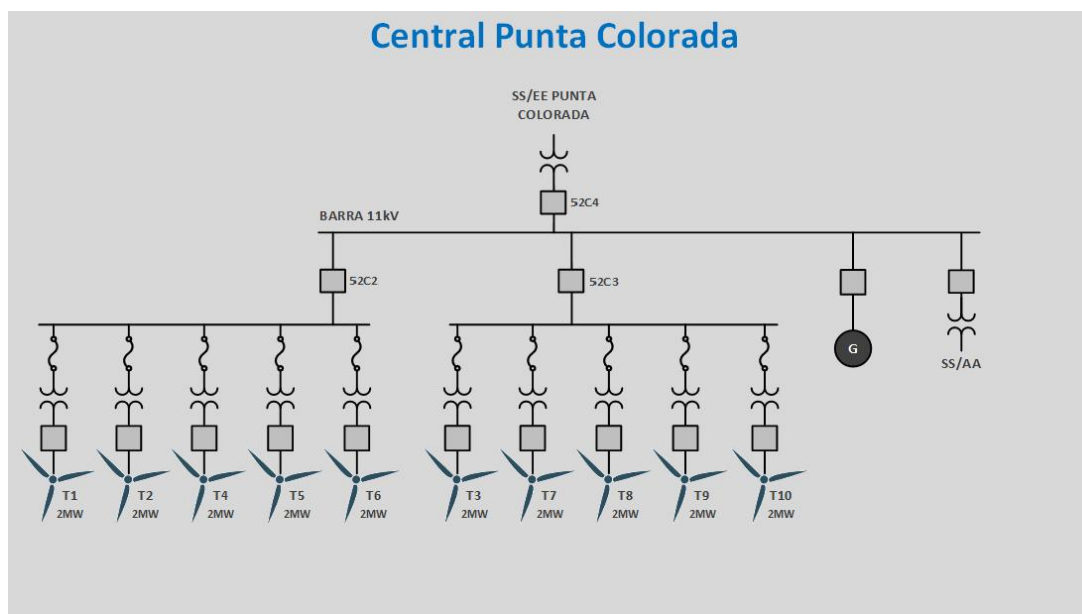 Central Punta Colorada
SS/EE PUNTA
COLORADA
52C4
BARRA 11kV
52C2
52C3
G
SS/AA
T1
T2
T4
T5
T6
T3
T7
T8
T9
T10
2MW
2MW
2MW
2MW
2MW
2MW
2MW
2MW
2MW
2MW